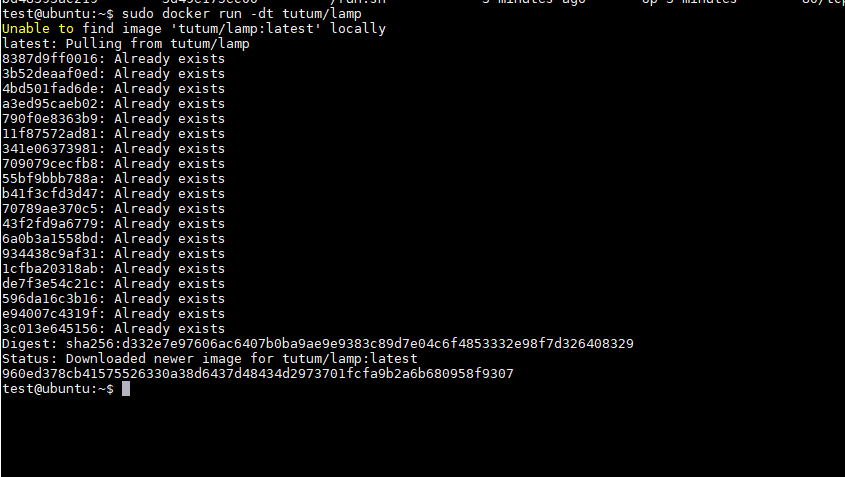 test@ubuntu:~$ sudo docker run -dt tutum/lamp
Unable to find image 'tutum/lamp:latest' locally
latest: Pulling from tutum/lamp
8387d9ff0016: Already exists
3b52deaaf0ed: Already exists
4bd501fad6de: Already exists
a3ed95caeb02: Already exists
790f0e8363b9: Already exists
11f87572ad81: Already exists
341e06373981: Already exists
709079cecfb8: Already exists
55bf9bbb788a: Already exists
b41f3cfd3d47: Already exists
70789ae370c5: Already exists
43f2fd9a6779: Already exists
6a0b3a1558bd: Already exists
934438c9af31: Already exists
1cfba20318ab: Already exists
de7f3e54c21c: Already exists
596da16c3b16: Already exists
e94007c4319f: Already exists
3c013e645156: Already exists
Digest: sha256:d332e7e97606ac6407b0ba9ae9e9383c89d7e04c6f4853332e98f7d326408329
Status: Downloaded newer image for tutum/lamp:latest
960ed378cb41575526330a38d6437d48434d2973701fcfa9b2a6b680958f9307
test@ubuntu:~$